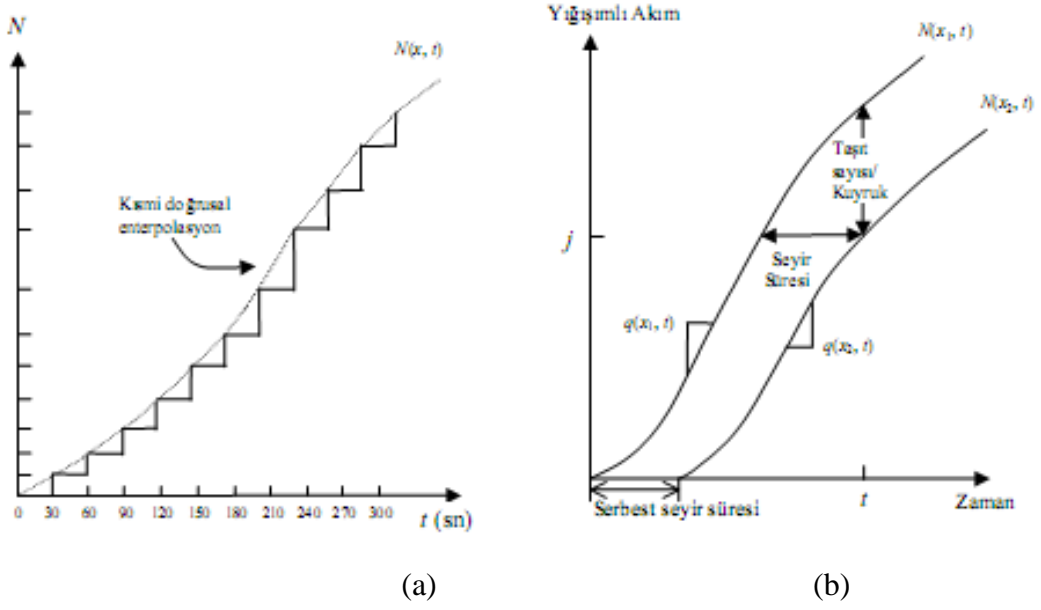 N
N(x, t)
Kısmi doğrusal
enterpolasyon
0 30 60 90 120 150 180 210 240 270 300
t (sn)
(a)
Yığışımlı Akım
N(x₁, t)
N(x₂, t)
Taşıt
sayısı/
Kuyruk
j
Seyir
Süresi
q(x₁, t)
q(x₂, t)
t
Zaman
Serbest seyir süresi
(b)